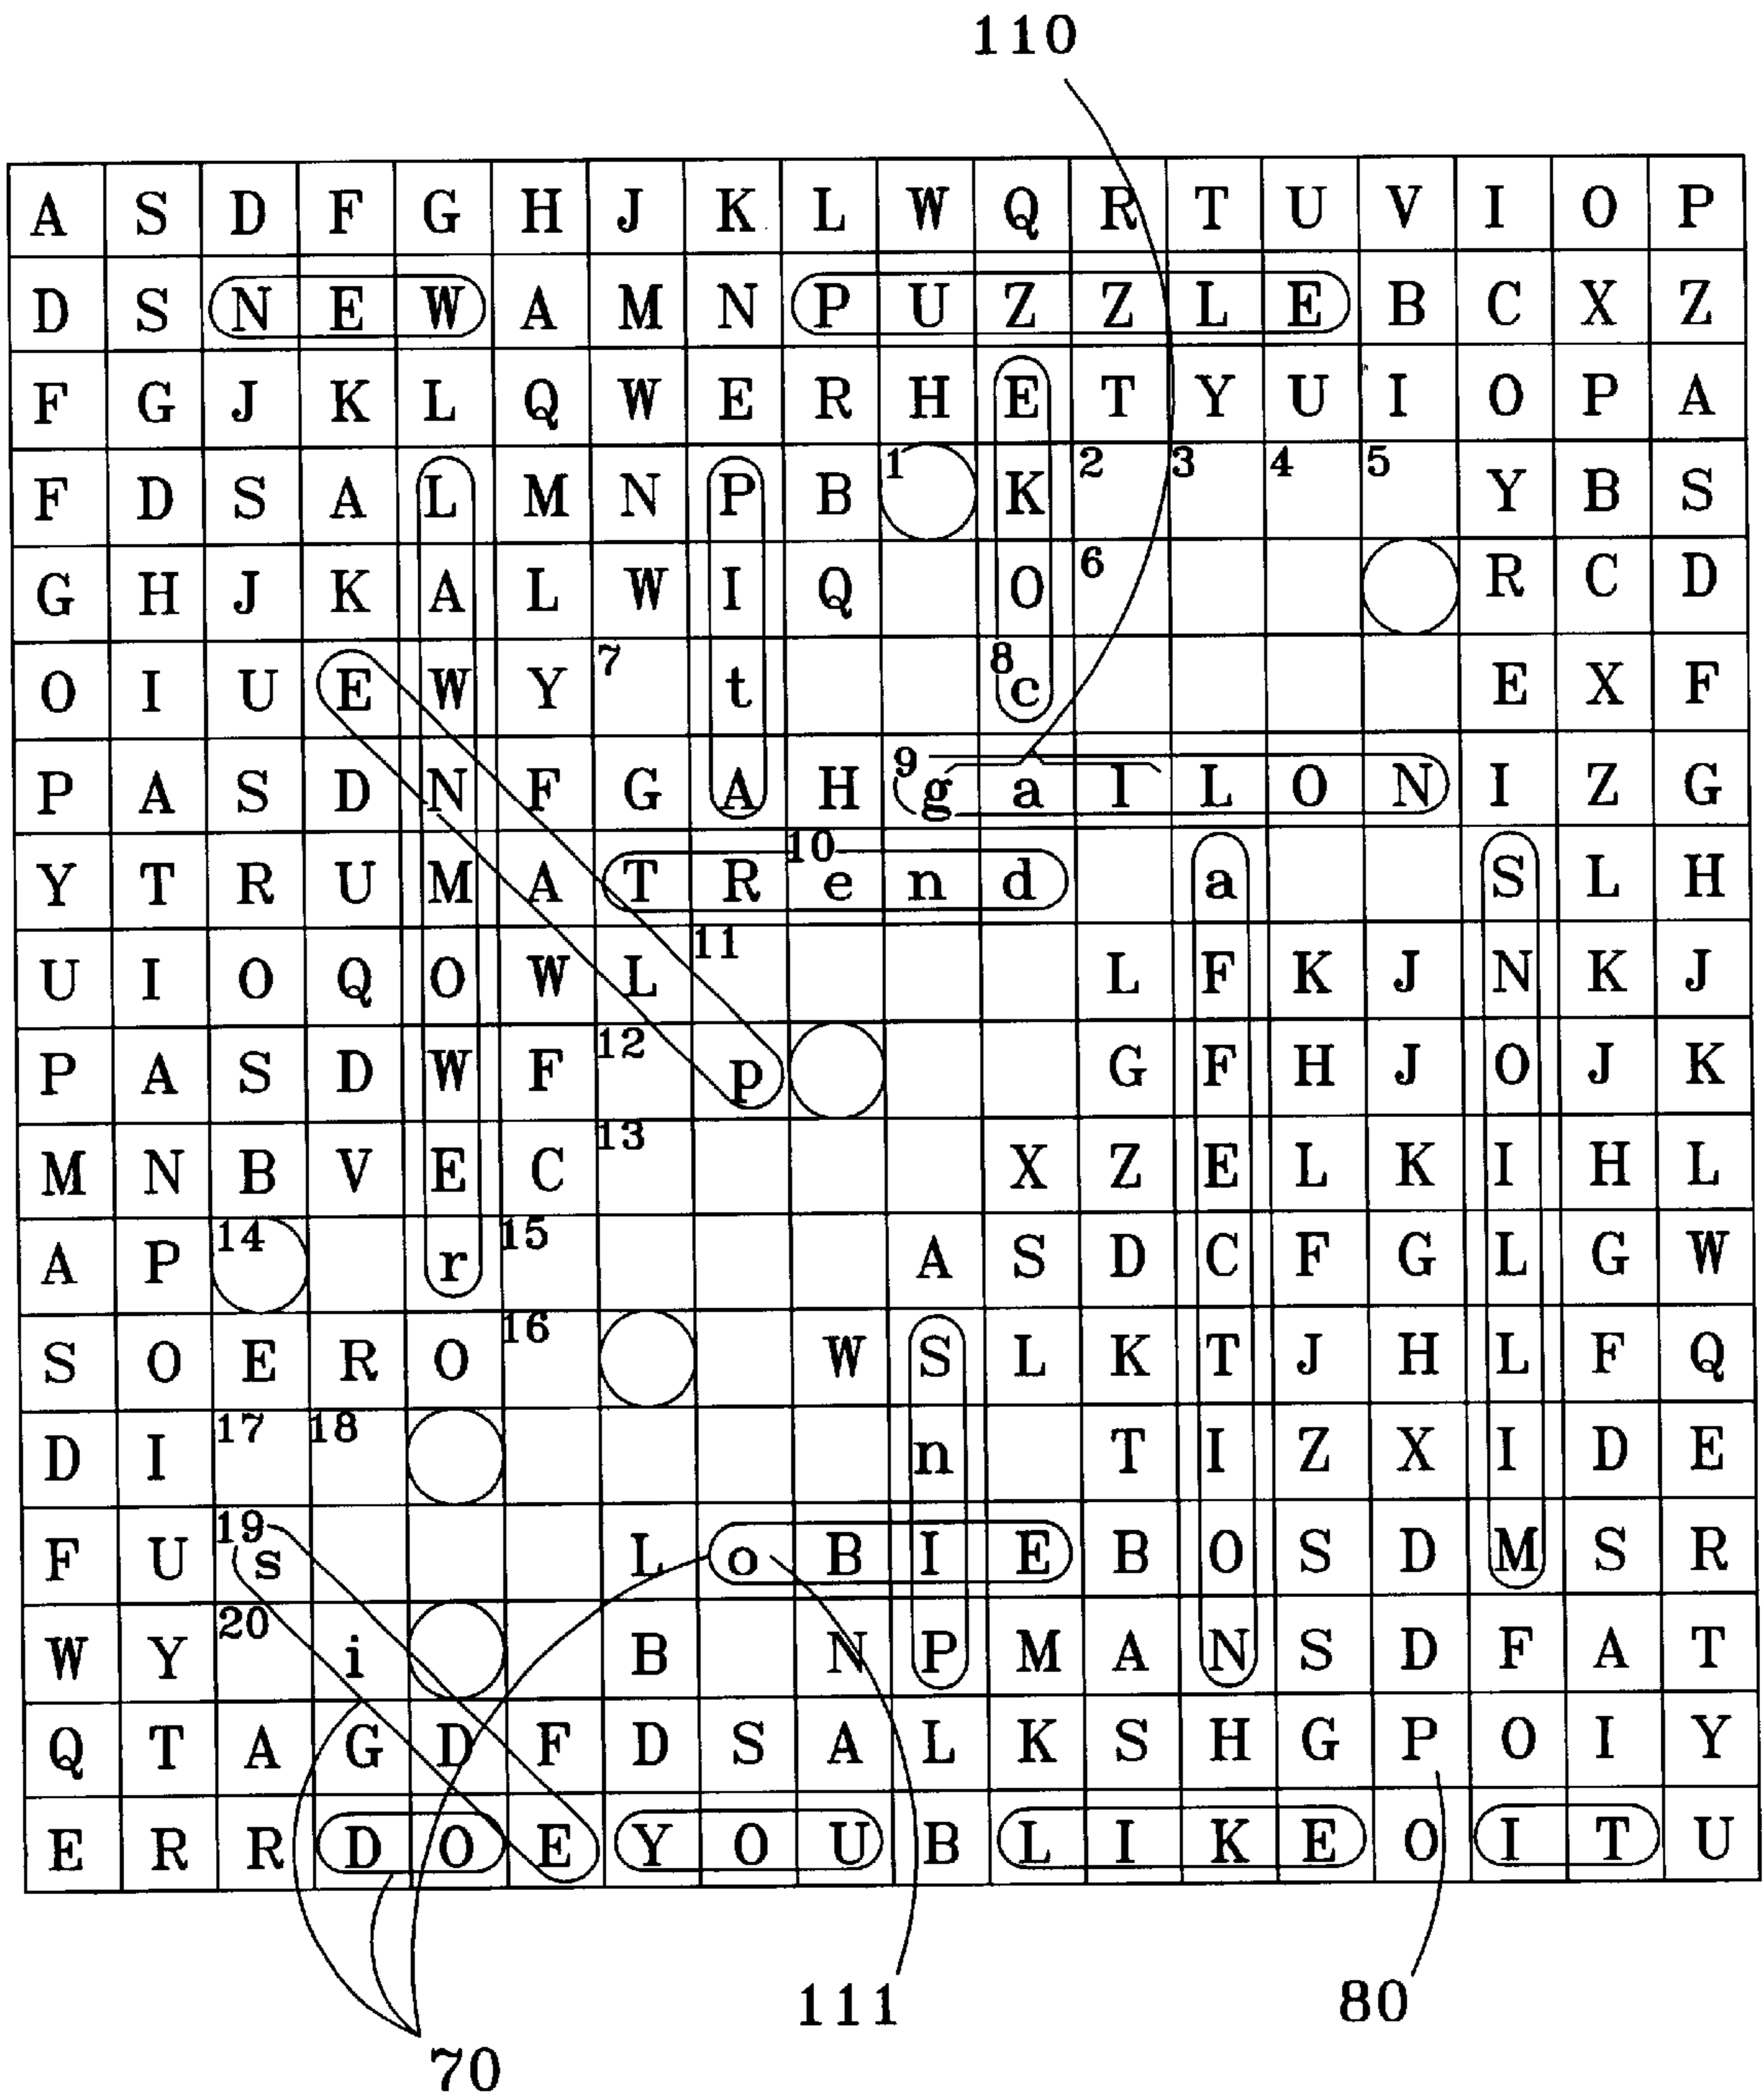 110
A S D F G H J K L W Q R T U V I O P
D S N E W A M N P U Z Z L E B C X Z
F G J K L Q W E R H E T Y U I O P A
F D S A L M N P B 1 K 2 3 4 5 Y B S
G H J K A L W I Q O 6 R C D
O I U E W Y 7 t 8 c E X F
P A S D N F G A H 9 g a l L O N I Z G
Y T R U M A T R 10 e n d a S L H
U I O Q O W L 11 L F K J N K J
P A S D W F 12 p G F H J O J K
M N B V E C 13 X Z E L K I H L
A P 14 r 15 A S D C F G L G W
S O E R O 16 W S L K T J H L F Q
D I 17 18 n T I Z X I D E
F U 19 s L o B I E B O S D M S R
W Y 20 i B N P M A N S D F A T
Q T A G D F D S A L K S H G P O I Y
E R R D O E Y O U B L I K E O I T U
111 80
70